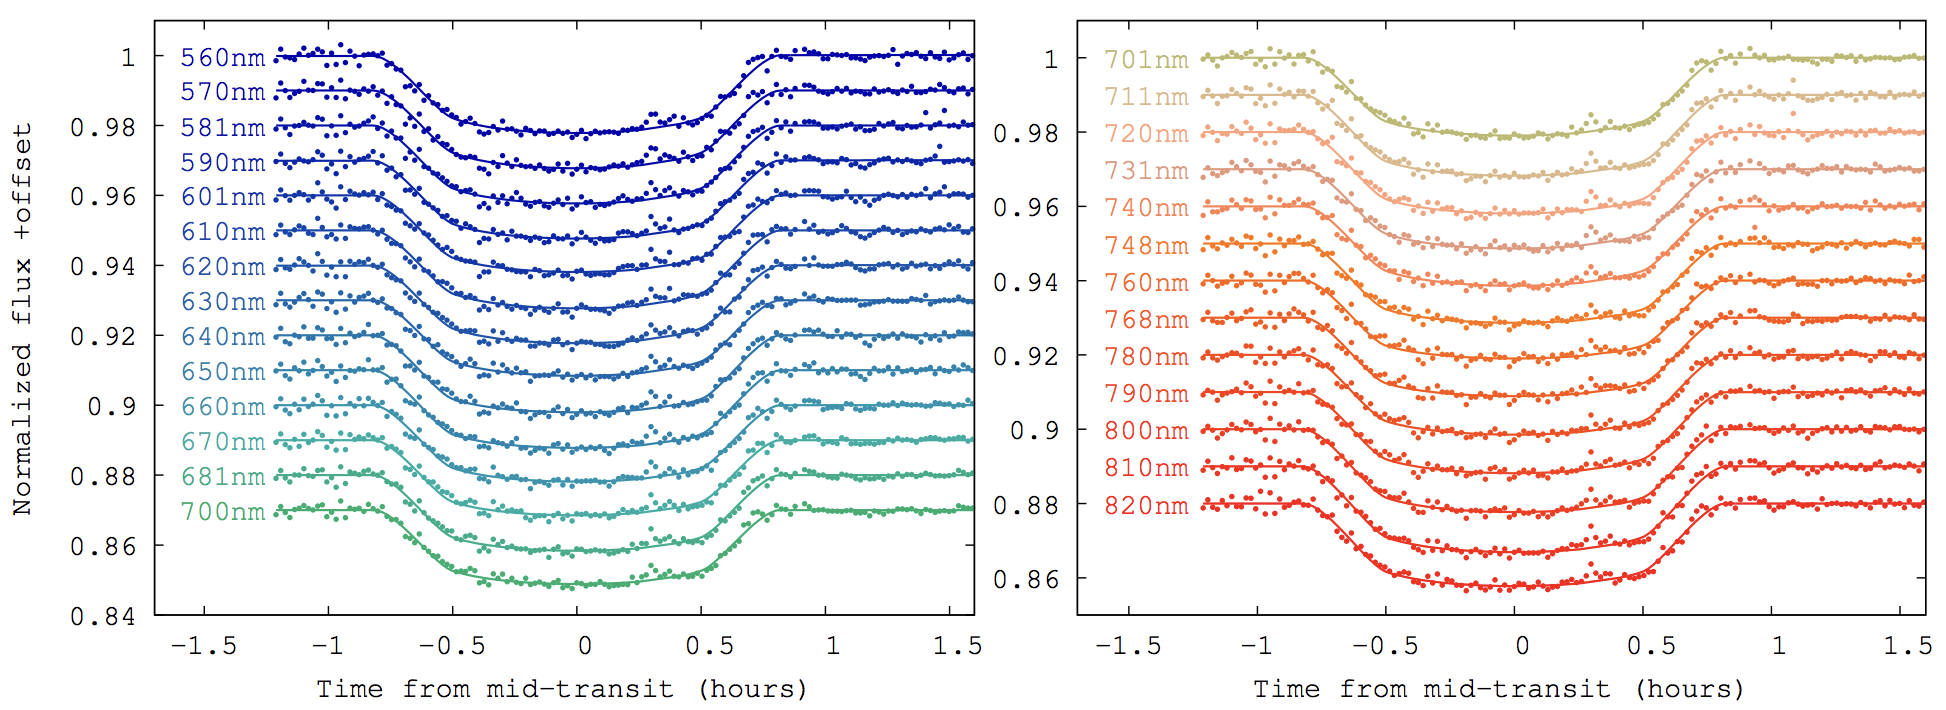 Normalized flux +offset
1
0.98
0.96
0.94
0.92
0.9
0.88
0.86
0.84
560nm
570nm
581nm
590nm
601nm
610nm
620nm
630nm
640nm
650nm
660nm
670nm
681nm
700nm
−1.5 −1 −0.5 0 0.5 1 1.5
Time from mid−transit (hours)
1
0.98
0.96
0.94
0.92
0.9
0.88
0.86
701nm
711nm
720nm
731nm
740nm
748nm
760nm
768nm
780nm
790nm
800nm
810nm
820nm
−1.5 −1 −0.5 0 0.5 1 1.5
Time from mid−transit (hours)